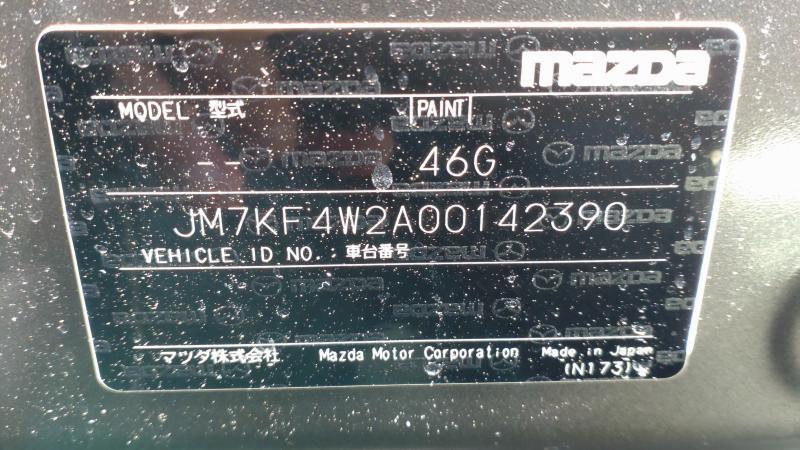 mazda
MODEL 型式 PAINT
-- 46G
JM7KF4W2A00142390
VEHICLE ID NO. 車台番号
マツダ株式会社 Mazda Motor Corporation Made in Japan
(N173)